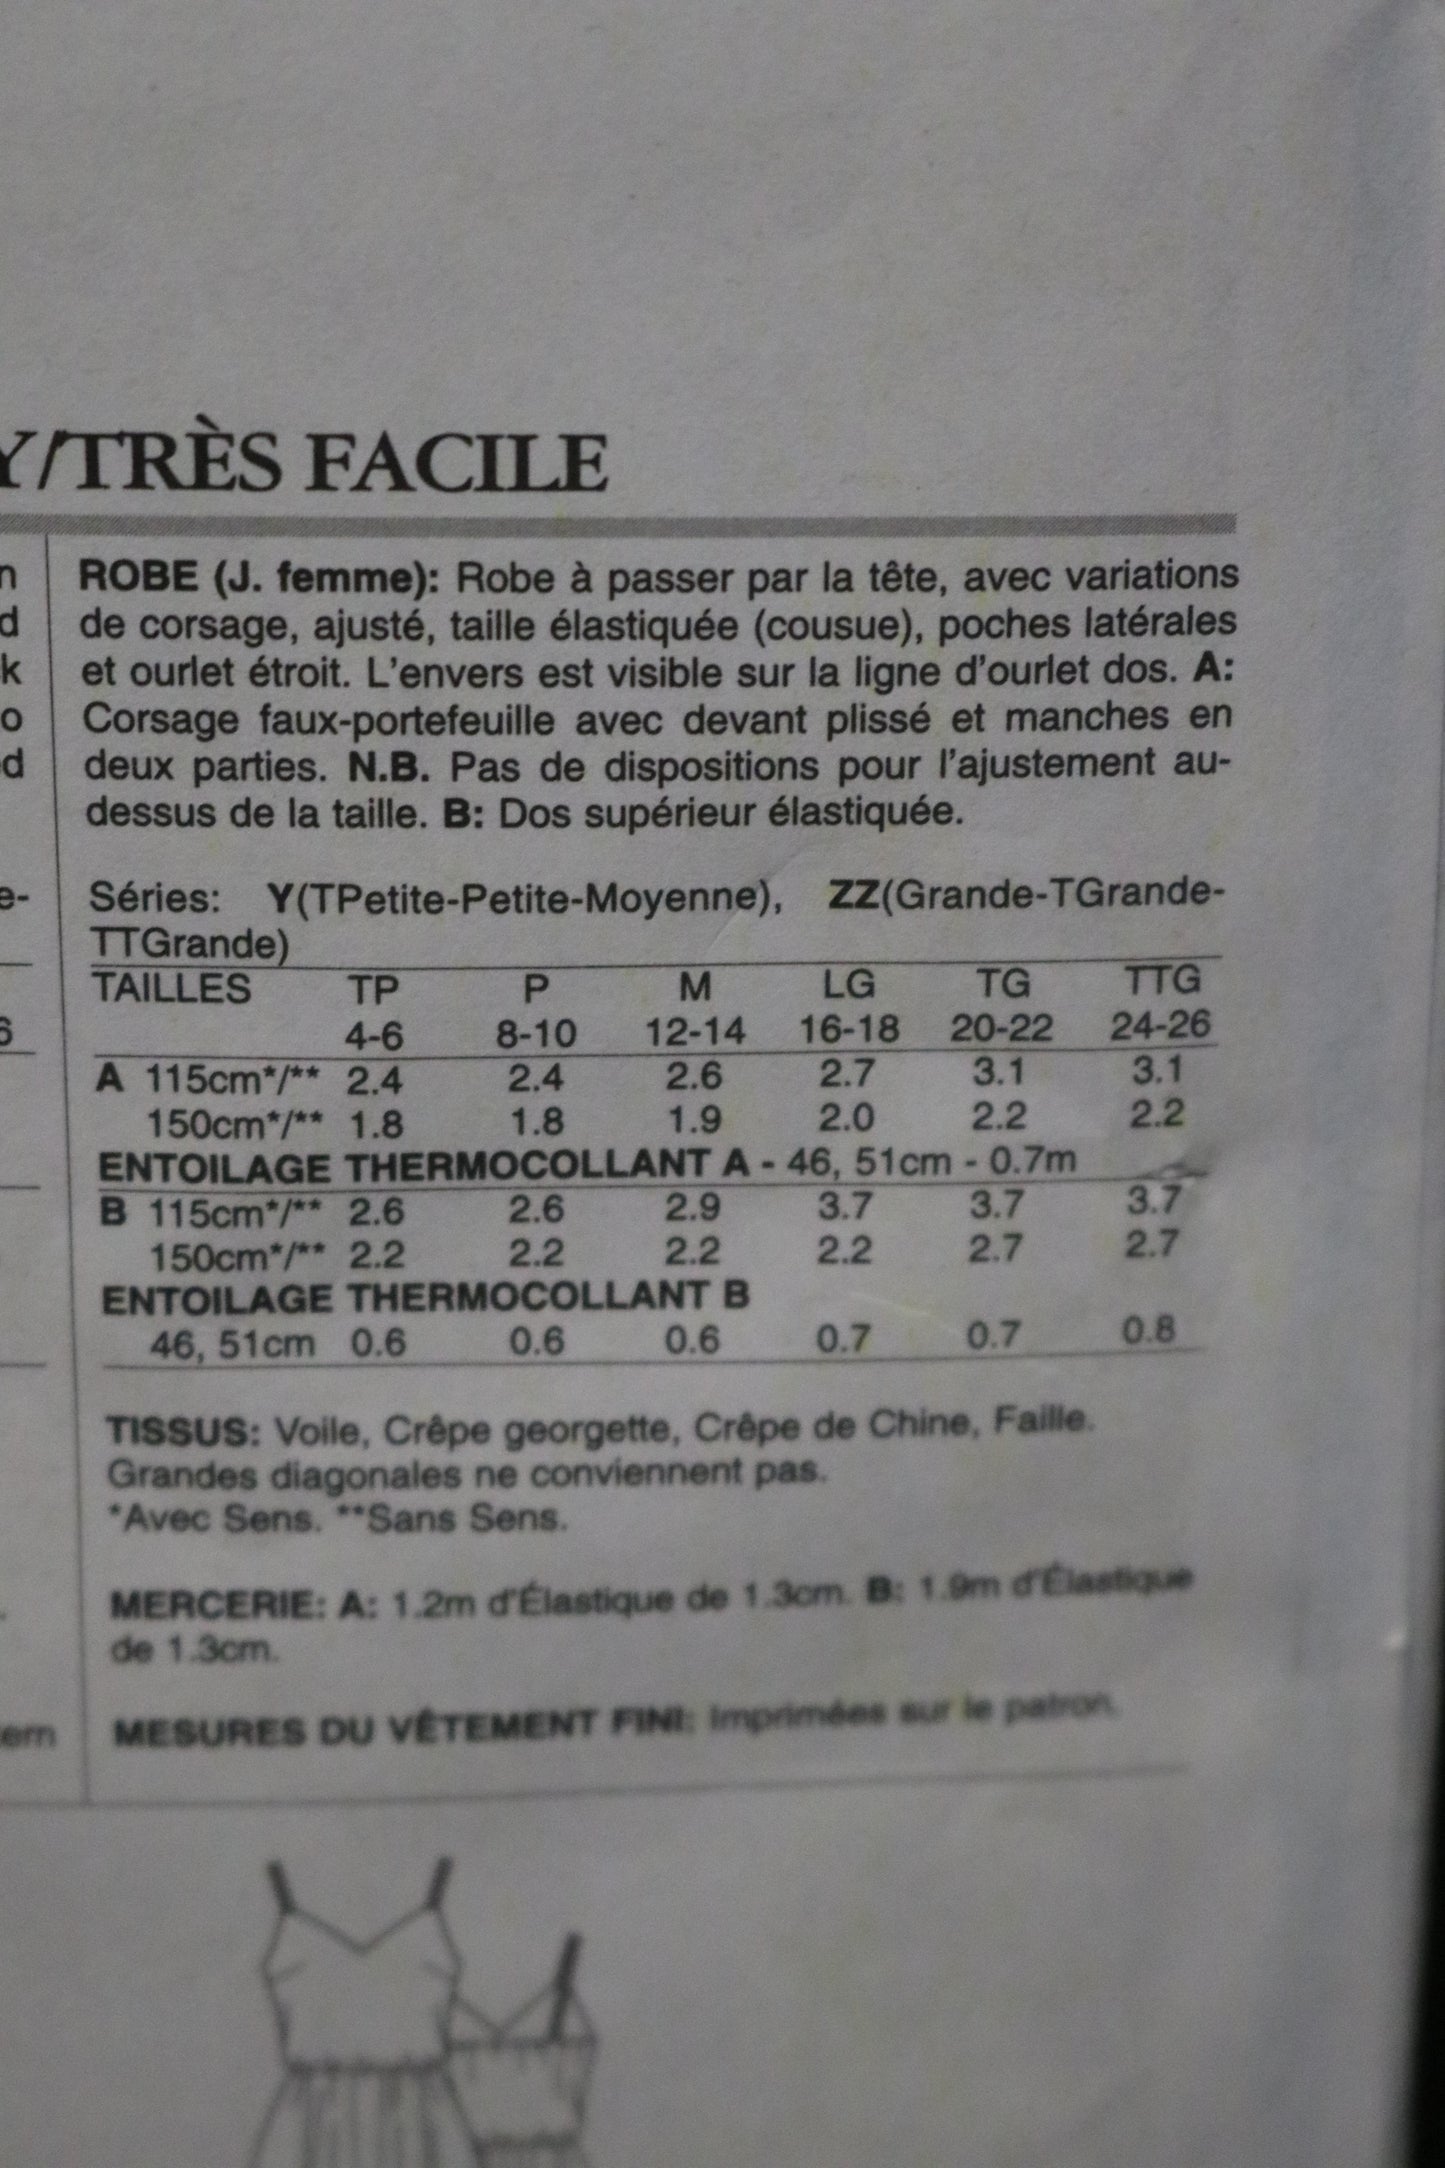 Y/TRÈS FACILE
n
d
k
o
d
e-
6
tern
ROBE (J. femme): Robe à passer par la tête, avec variations
de corsage, ajusté, taille élastiquée (cousue), poches latérales
et ourlet étroit. L'envers est visible sur la ligne d'ourlet dos. A:
Corsage faux-portefeuille avec devant plissé et manches en
deux parties. N.B. Pas de dispositions pour l'ajustement au-
dessus de la taille. B: Dos supérieur élastiquée.
Séries: Y(TPetite-Petite-Moyenne), ZZ(Grande-TGrande-
TTGrande)
TAILLES TP P M LG TG TTG
4-6 8-10 12-14 16-18 20-22 24-26
A 115cm*/** 2.4 2.4 2.6 2.7 3.1 3.1
150cm*/** 1.8 1.8 1.9 2.0 2.2 2.2
ENTOILAGE THERMOCOLLANT A - 46, 51cm - 0.7m
B 115cm*/** 2.6 2.6 2.9 3.7 3.7 3.7
150cm*/** 2.2 2.2 2.2 2.2 2.7 2.7
ENTOILAGE THERMOCOLLANT B
46, 51cm 0.6 0.6 0.6 0.7 0.7 0.8
TISSUS: Voile, Crêpe georgette, Crêpe de Chine, Faille.
Grandes diagonales ne conviennent pas.
*Avec Sens. **Sans Sens.
MERCERIE: A: 1.2m d'Élastique de 1.3cm. B: 1.9m d'Élastique
de 1.3cm.
MESURES DU VÊTEMENT FINI: Imprimées sur le patron.